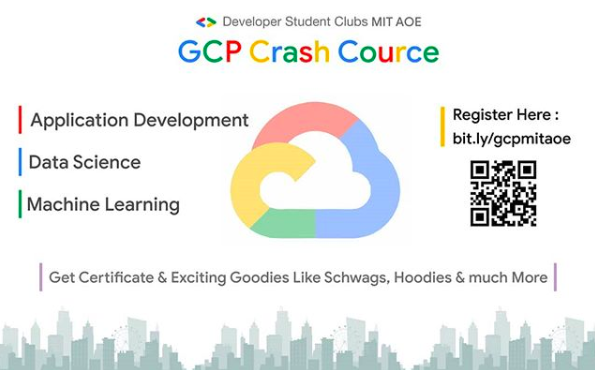 Developer Student Clubs MIT AOE
GCP Crash Cource
Application Development
Data Science
Machine Learning
Register Here :
bit.ly/gcpmitaoe
Get Certificate & Exciting Goodies Like Schwags, Hoodies & much More